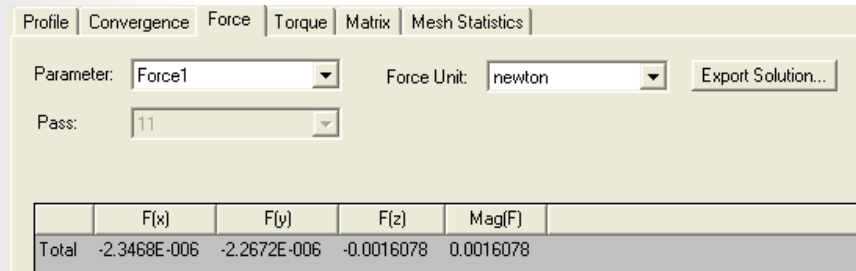 Profile Convergence Force Torque Matrix Mesh Statistics
Parameter: Force1 Force Unit: newton Export Solution...
Pass: 11
F(x) F(y) F(z) Mag(F)
Total -2.3468E-006 -2.2672E-006 -0.0016078 0.0016078